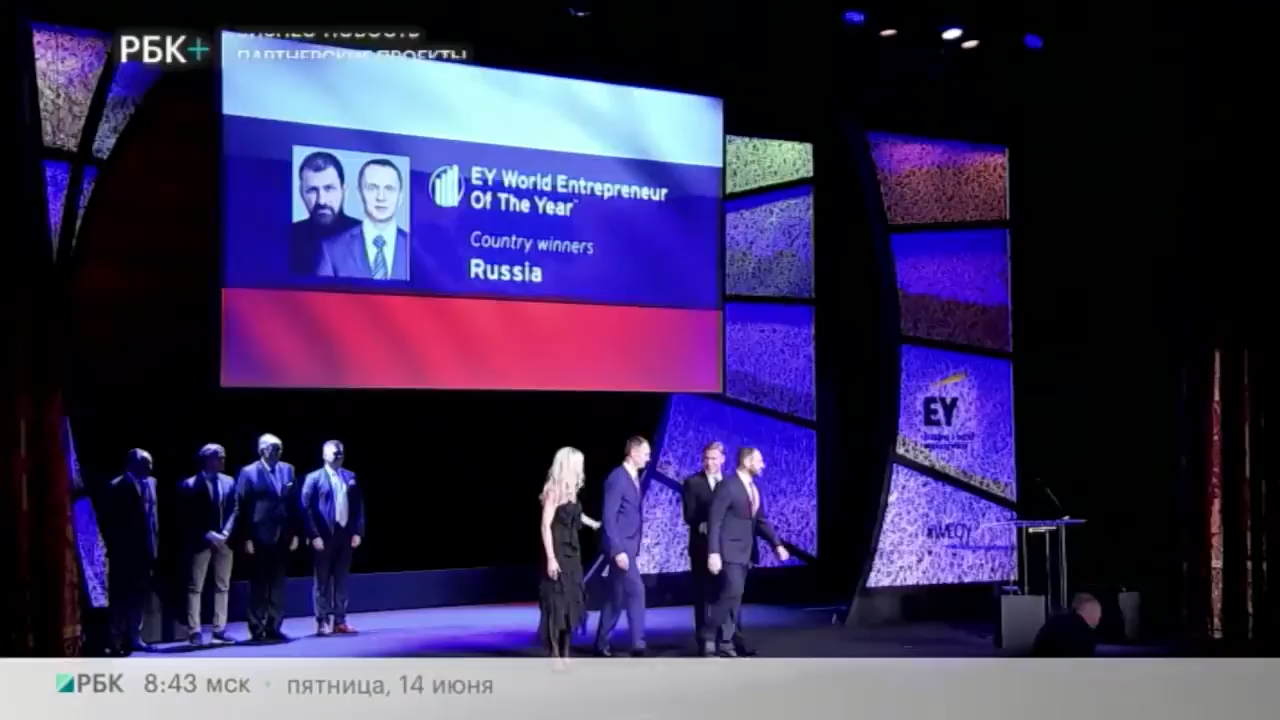 РБК+
ПАРТНЕРСКИЕ ПРОЕКТЫ
EY World Entrepreneur
Of The Year™
Country winners
Russia
EY
#WEOY
РБК 8:43 мск • пятница, 14 июня